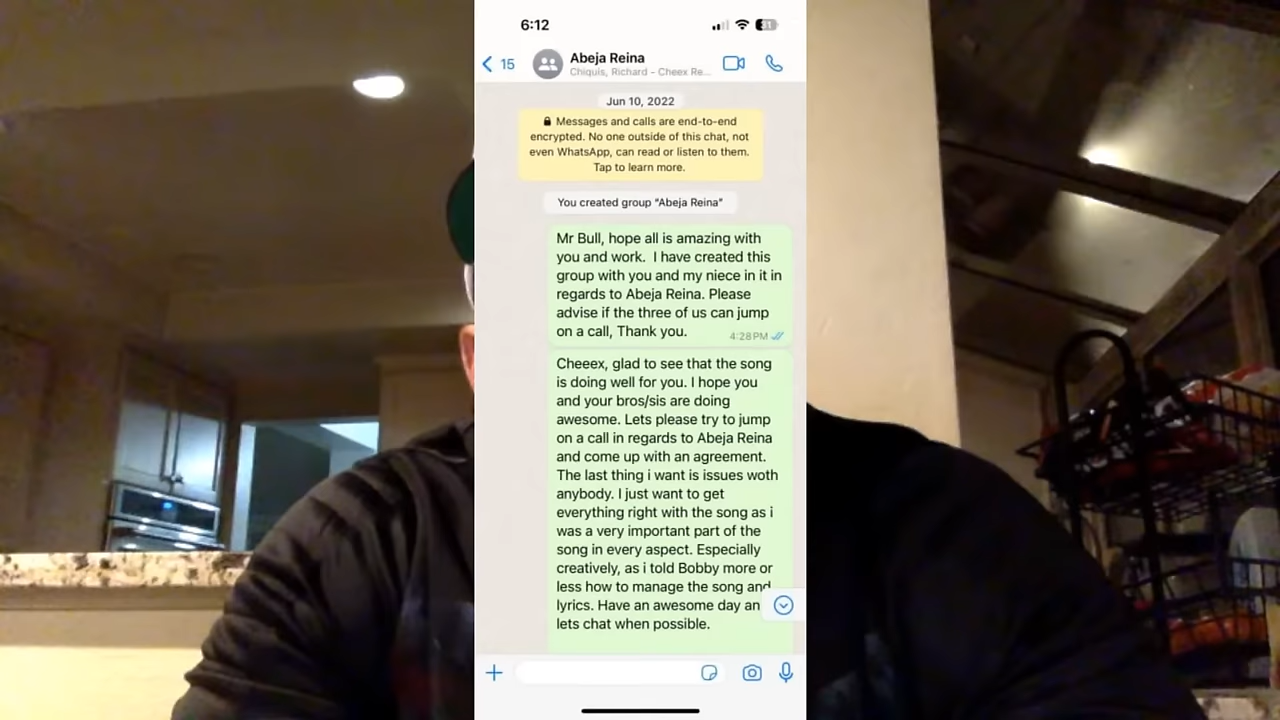 6:12
31
15
Abeja Reina
Chiquis, Richard - Cheex Re...
Jun 10, 2022
Messages and calls are end-to-end
encrypted. No one outside of this chat, not
even WhatsApp, can read or listen to them.
Tap to learn more.
You created group "Abeja Reina"
Mr Bull, hope all is amazing with
you and work. I have created this
group with you and my niece in it in
regards to Abeja Reina. Please
advise if the three of us can jump
on a call, Thank you.
4:28 PM
Cheeex, glad to see that the song
is doing well for you. I hope you
and your bros/sis are doing
awesome. Lets please try to jump
on a call in regards to Abeja Reina
and come up with an agreement.
The last thing i want is issues woth
anybody. I just want to get
everything right with the song as i
was a very important part of the
song in every aspect. Especially
creatively, as i told Bobby more or
less how to manage the song and
lyrics. Have an awesome day an
lets chat when possible.